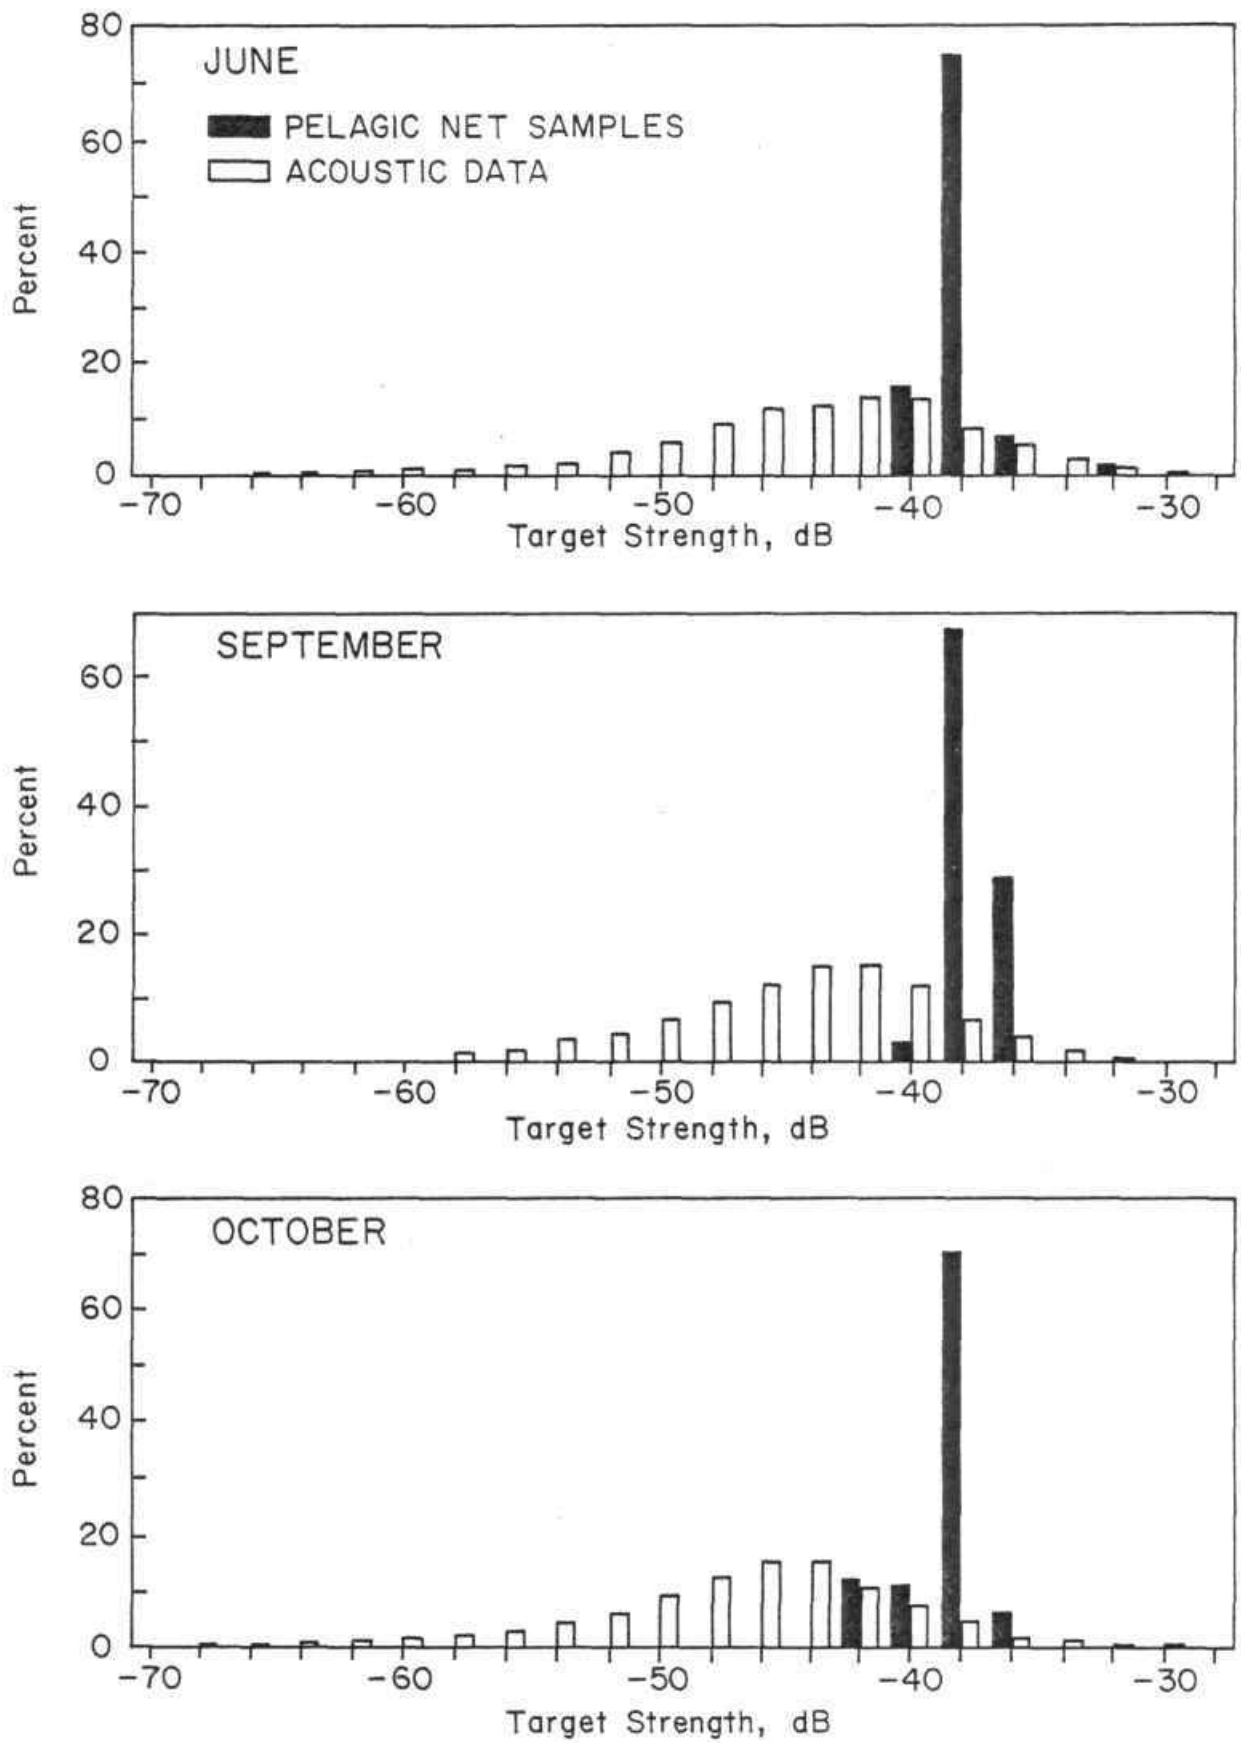 80
JUNE
PELAGIC NET SAMPLES
60
ACOUSTIC DATA
Percent
40
20
0
-70 -60 -50 -40 -30
Target Strength, dB
SEPTEMBER
60
Percent
40
20
0
-70 -60 -50 -40 -30
Target Strength, dB
80
OCTOBER
60
Percent
40
20
0
-70 -60 -50 -40 -30
Target Strength, dB